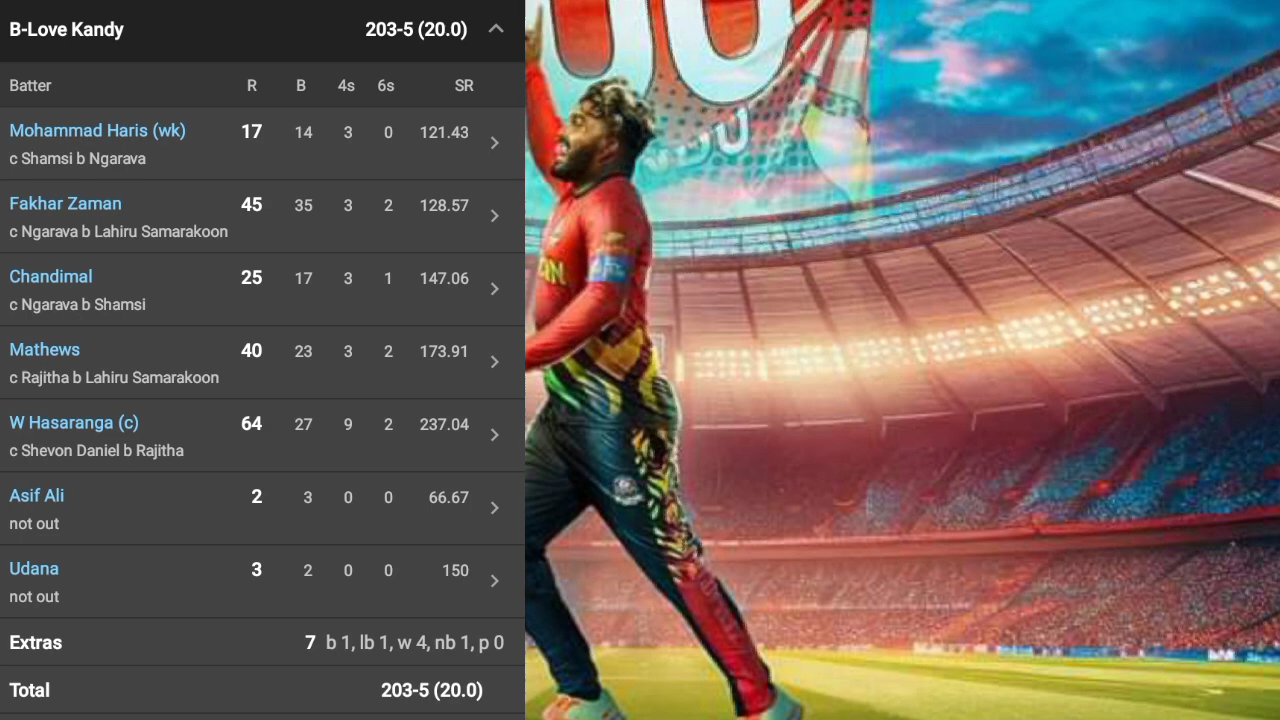 B-Love Kandy 203-5 (20.0)
Batter R B 4s 6s SR
Mohammad Haris (wk) 17 14 3 0 121.43
c Shamsi b Ngarava
Fakhar Zaman 45 35 3 2 128.57
c Ngarava b Lahiru Samarakoon
Chandimal 25 17 3 1 147.06
c Ngarava b Shamsi
Mathews 40 23 3 2 173.91
c Rajitha b Lahiru Samarakoon
W Hasaranga (c) 64 27 9 2 237.04
c Shevon Daniel b Rajitha
Asif Ali 2 3 0 0 66.67
not out
Udana 3 2 0 0 150
not out
Extras 7 b 1, lb 1, w 4, nb 1, p 0
Total 203-5 (20.0)